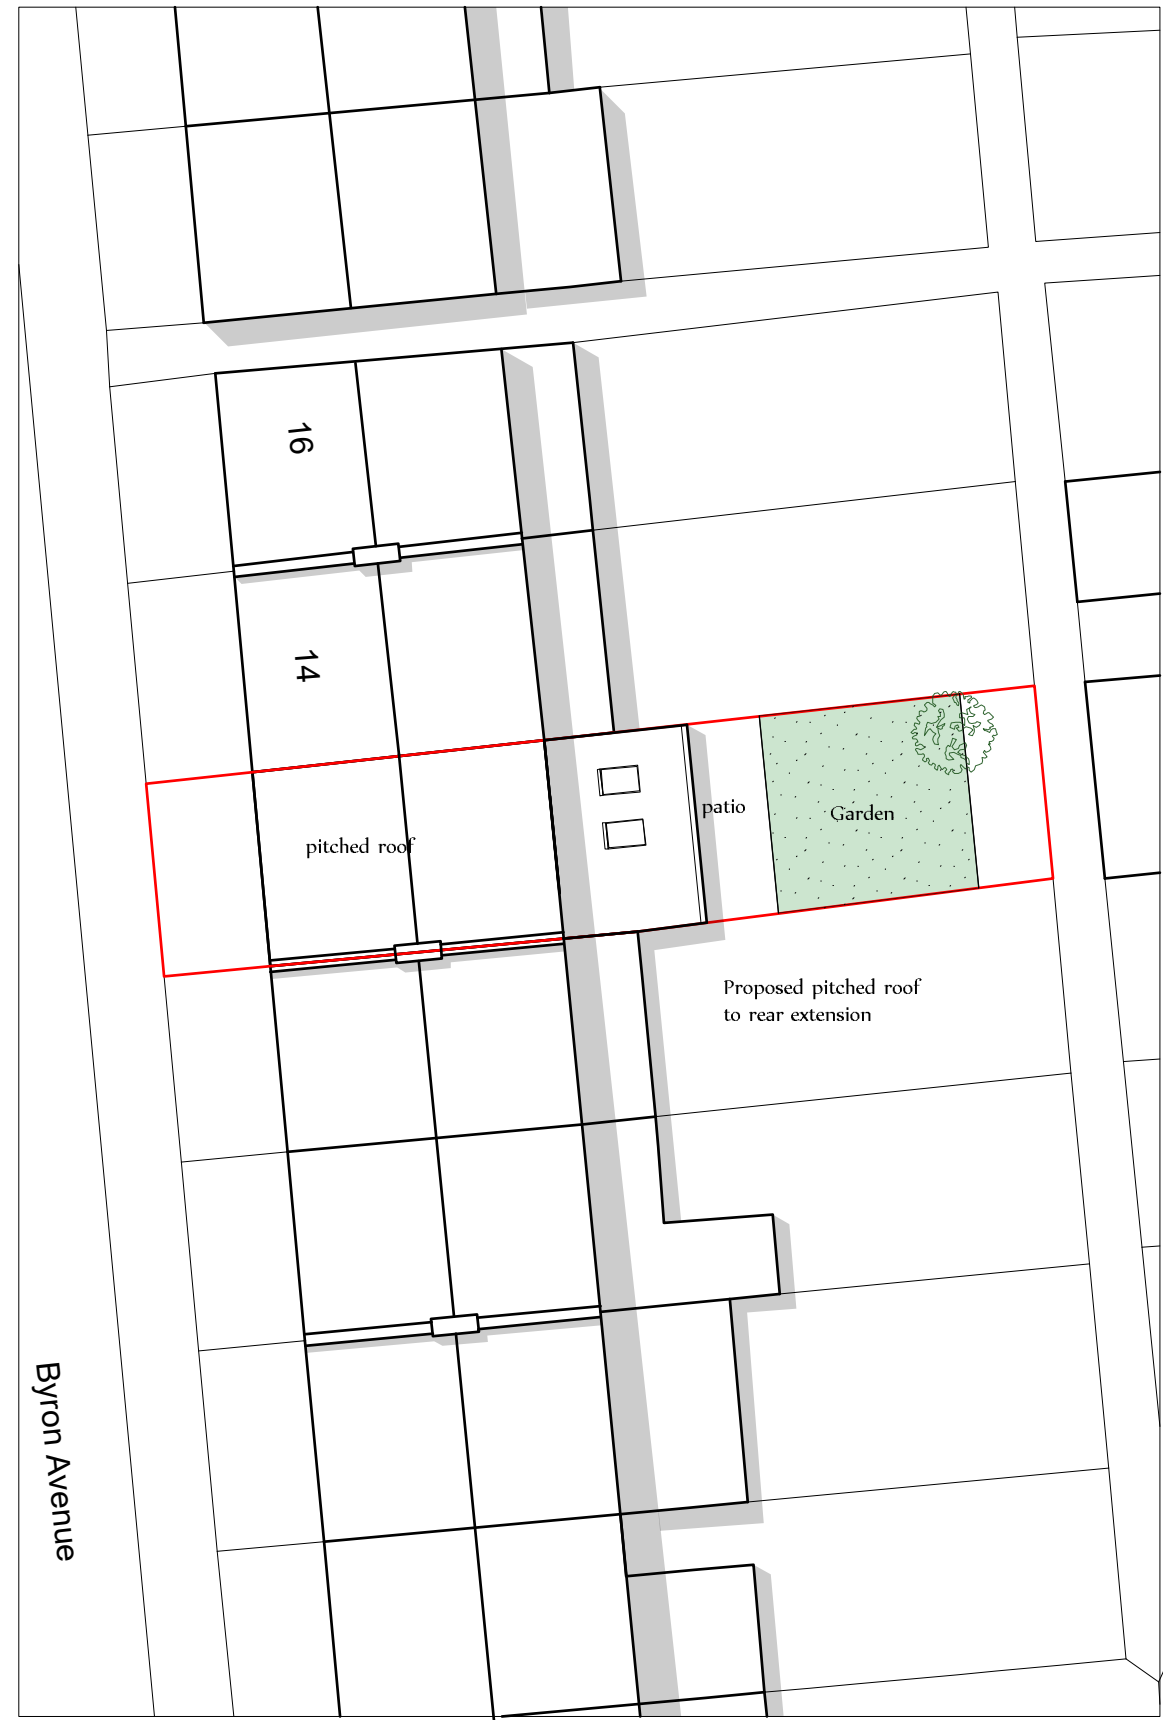 16
14
patio
Garden
pitched roof
Proposed pitched roof
to rear extension
Byron Avenue